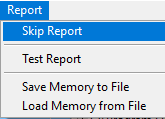 Report
Skip Report
Test Report
Save Memory to File
Load Memory from File